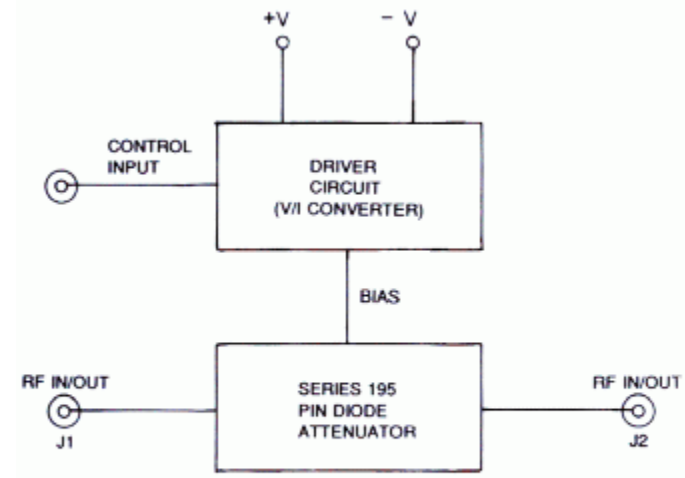 +V
– V
CONTROL
INPUT
DRIVER
CIRCUIT
(V/I CONVERTER)
BIAS
RF IN/OUT
J1
SERIES 195
PIN DIODE
ATTENUATOR
RF IN/OUT
J2